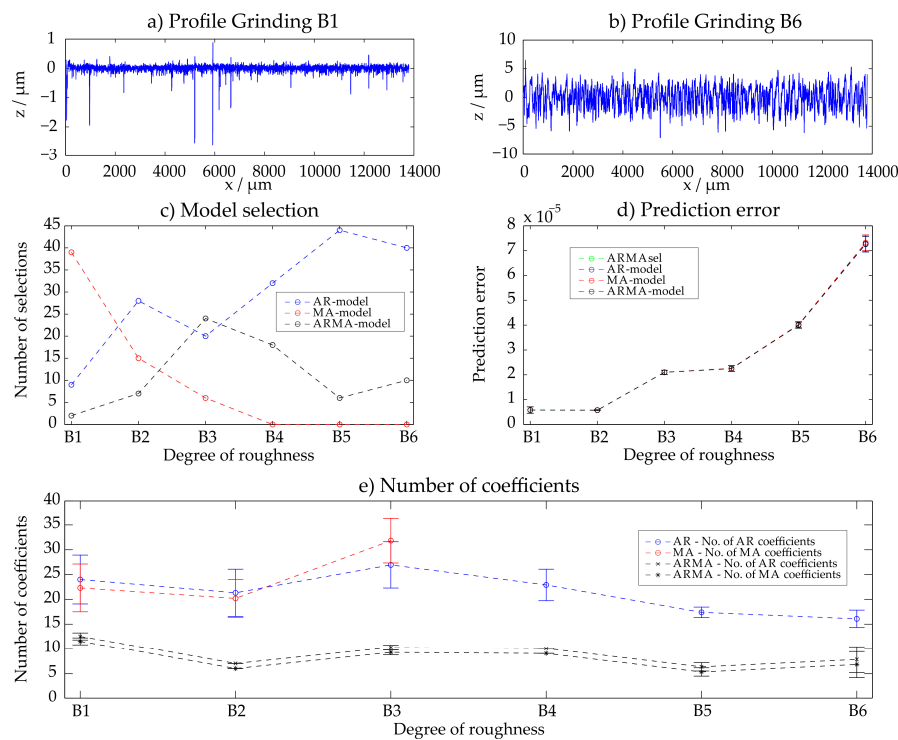 a) Profile Grinding B1
1
0
−1
−2
−3
z / µm
0 2000 4000 6000 8000 10000 12000 14000
x / µm
b) Profile Grinding B6
10
5
0
−5
−10
z / µm
0 2000 4000 6000 8000 10000 12000 14000
x / µm
c) Model selection
45
40
35
30
25
20
15
10
5
0
Number of selections
AR-model
MA-model
ARMA-model
B1 B2 B3 B4 B5 B6
Degree of roughness
d) Prediction error
x 10⁻⁵
8
7
6
5
4
3
2
1
0
Prediction error
ARMAsel
AR-model
MA-model
ARMA-model
B1 B2 B3 B4 B5 B6
Degree of roughness
e) Number of coefficients
40
35
30
25
20
15
10
5
0
Number of coefficients
AR - No. of AR coefficients
MA - No. of MA coefficients
ARMA - No. of AR coefficients
ARMA - No. of MA coefficients
B1 B2 B3 B4 B5 B6
Degree of roughness